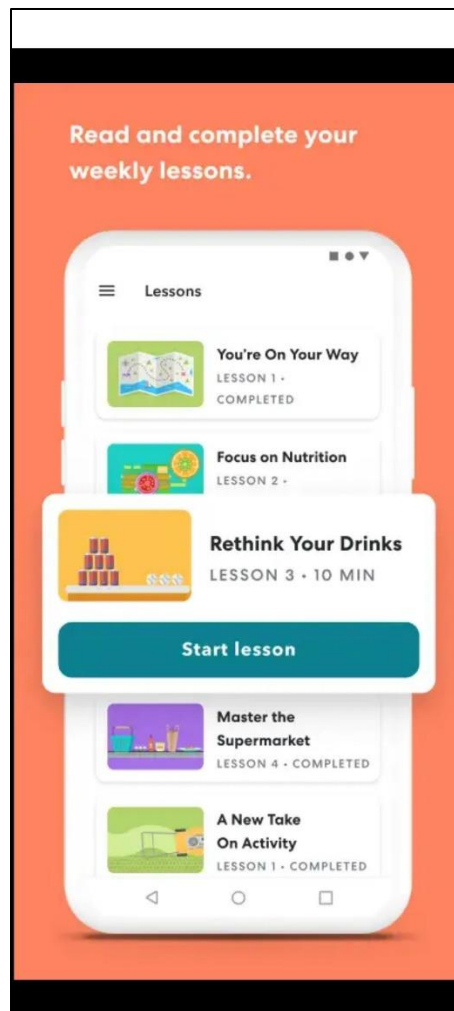 Read and complete your
weekly lessons.
Lessons
You're On Your Way
LESSON 1 •
COMPLETED
Focus on Nutrition
LESSON 2 •
Rethink Your Drinks
LESSON 3 • 10 MIN
Start lesson
Master the
Supermarket
LESSON 4 • COMPLETED
A New Take
On Activity
LESSON 1 • COMPLETED